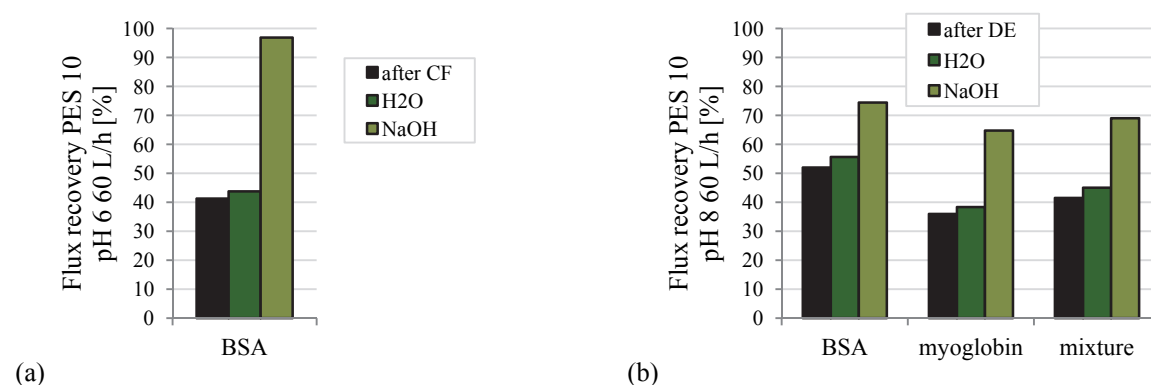 Flux recovery PES 10
pH 6 60 L/h [%]
100
90
80
70
60
50
40
30
20
10
0
BSA
after CF
H2O
NaOH
(a)
Flux recovery PES 10
pH 8 60 L/h [%]
100
90
80
70
60
50
40
30
20
10
0
after DE
H2O
NaOH
BSA myoglobin mixture
(b)